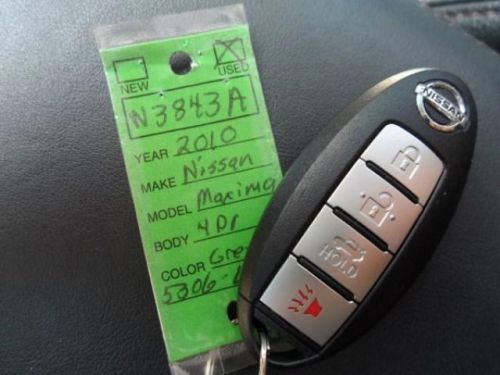 NEW USED
N3843A
YEAR 2010
MAKE Nissan
MODEL Maxima
BODY 4Dr
COLOR
NISSAN
HOLD